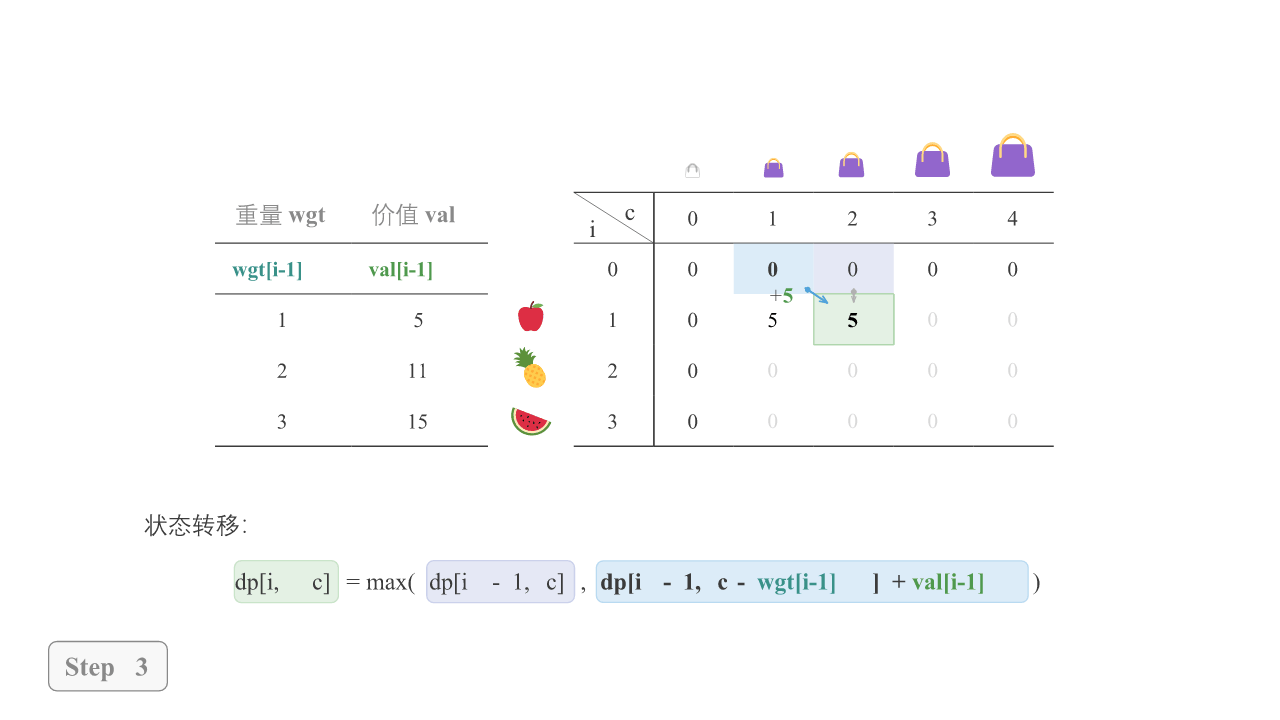 重量 wgt 价值 val
wgt[i-1] val[i-1]
1 5
2 11
3 15
i c 0 1 2 3 4
0 0 0 0 0 0
+5
1 0 5 5 0 0
2 0 0 0 0 0
3 0 0 0 0 0
状态转移:
dp[i, c] = max( dp[i - 1, c] , dp[i - 1, c - wgt[i-1] ] + val[i-1] )
Step 3